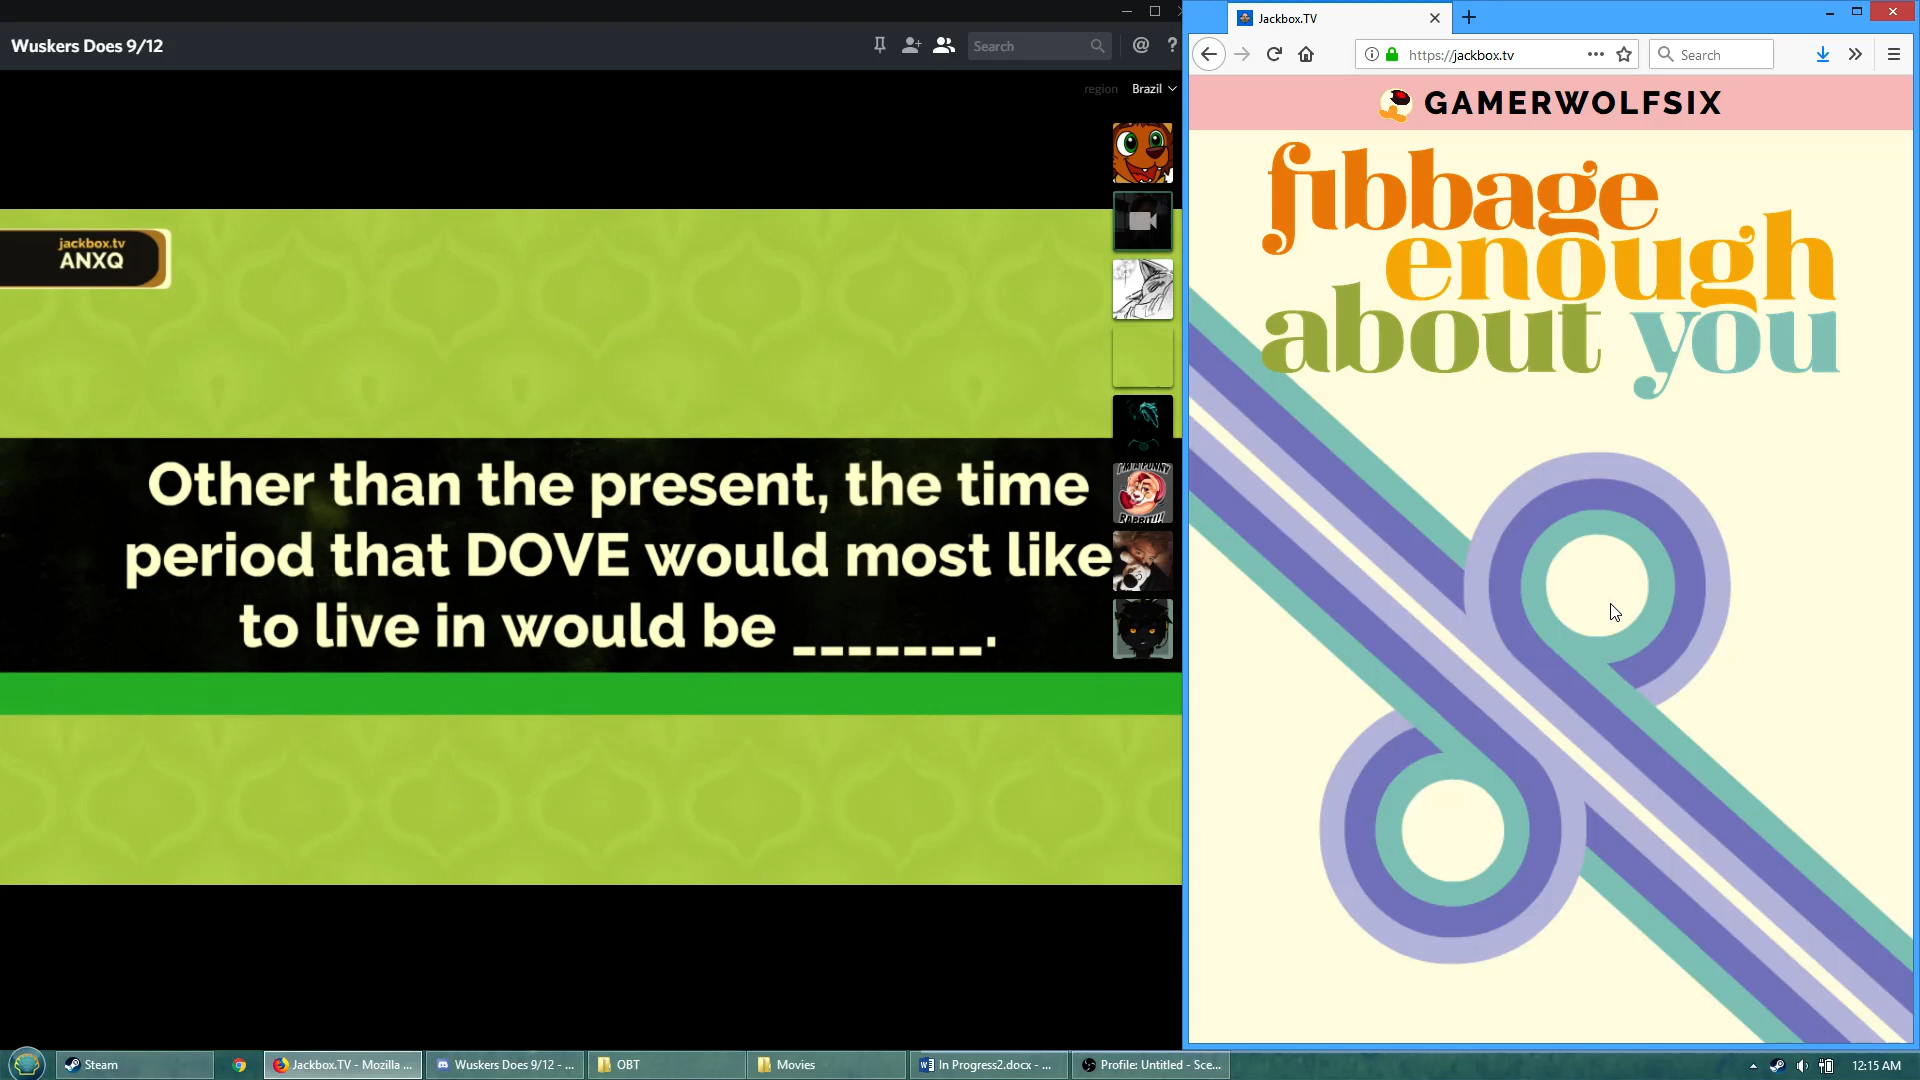 Wuskers Does 9/12
Search
region
Brazil
jackbox.tv
ANXQ
Other than the present, the time
period that DOVE would most like
to live in would be _______.
I'M A FUNNY
RABBIT!!
Jackbox.TV
https://jackbox.tv
Search
GAMERWOLFSIX
fibbage
enough
about you
Steam
Jackbox.TV - Mozilla ...
Wuskers Does 9/12 - ...
OBT
Movies
In Progress2.docx - ...
Profile: Untitled - Sce...
12:15 AM